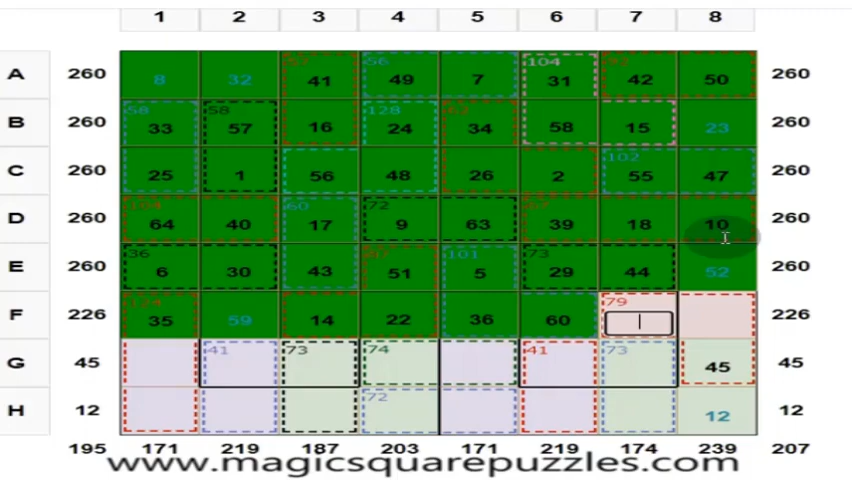 1 2 3 4 5 6 7 8
A 260 8 32 41 56 49 7 104 31 42 50 260
B 260 58 33 58 57 16 128 24 34 58 15 23 260
C 260 25 1 56 48 26 2 102 55 47 260
D 260 104 64 40 60 17 72 9 63 39 18 10 260
E 260 36 6 30 43 51 101 5 73 29 44 52 260
F 226 124 35 59 14 22 36 60 79 226
G 45 41 73 74 41 73 45 45
H 12 72 12 12
195 171 219 187 203 171 219 174 239 207
www.magicsquarepuzzles.com